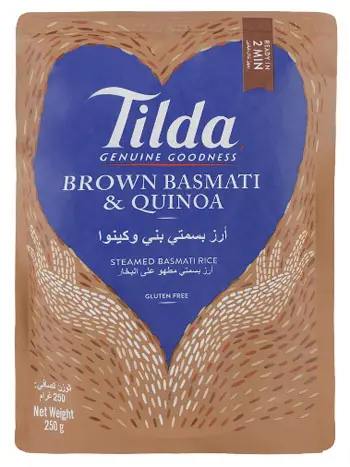 READY IN
2 MIN
Tilda
GENUINE GOODNESS
BROWN BASMATI
& QUINOA
أرز بسمتي بني وكينوا
STEAMED BASMATI RICE
أرز بسمتي مطهو على البخار
GLUTEN FREE
الوزن الصافي:
250 غرام
Net Weight
250 g